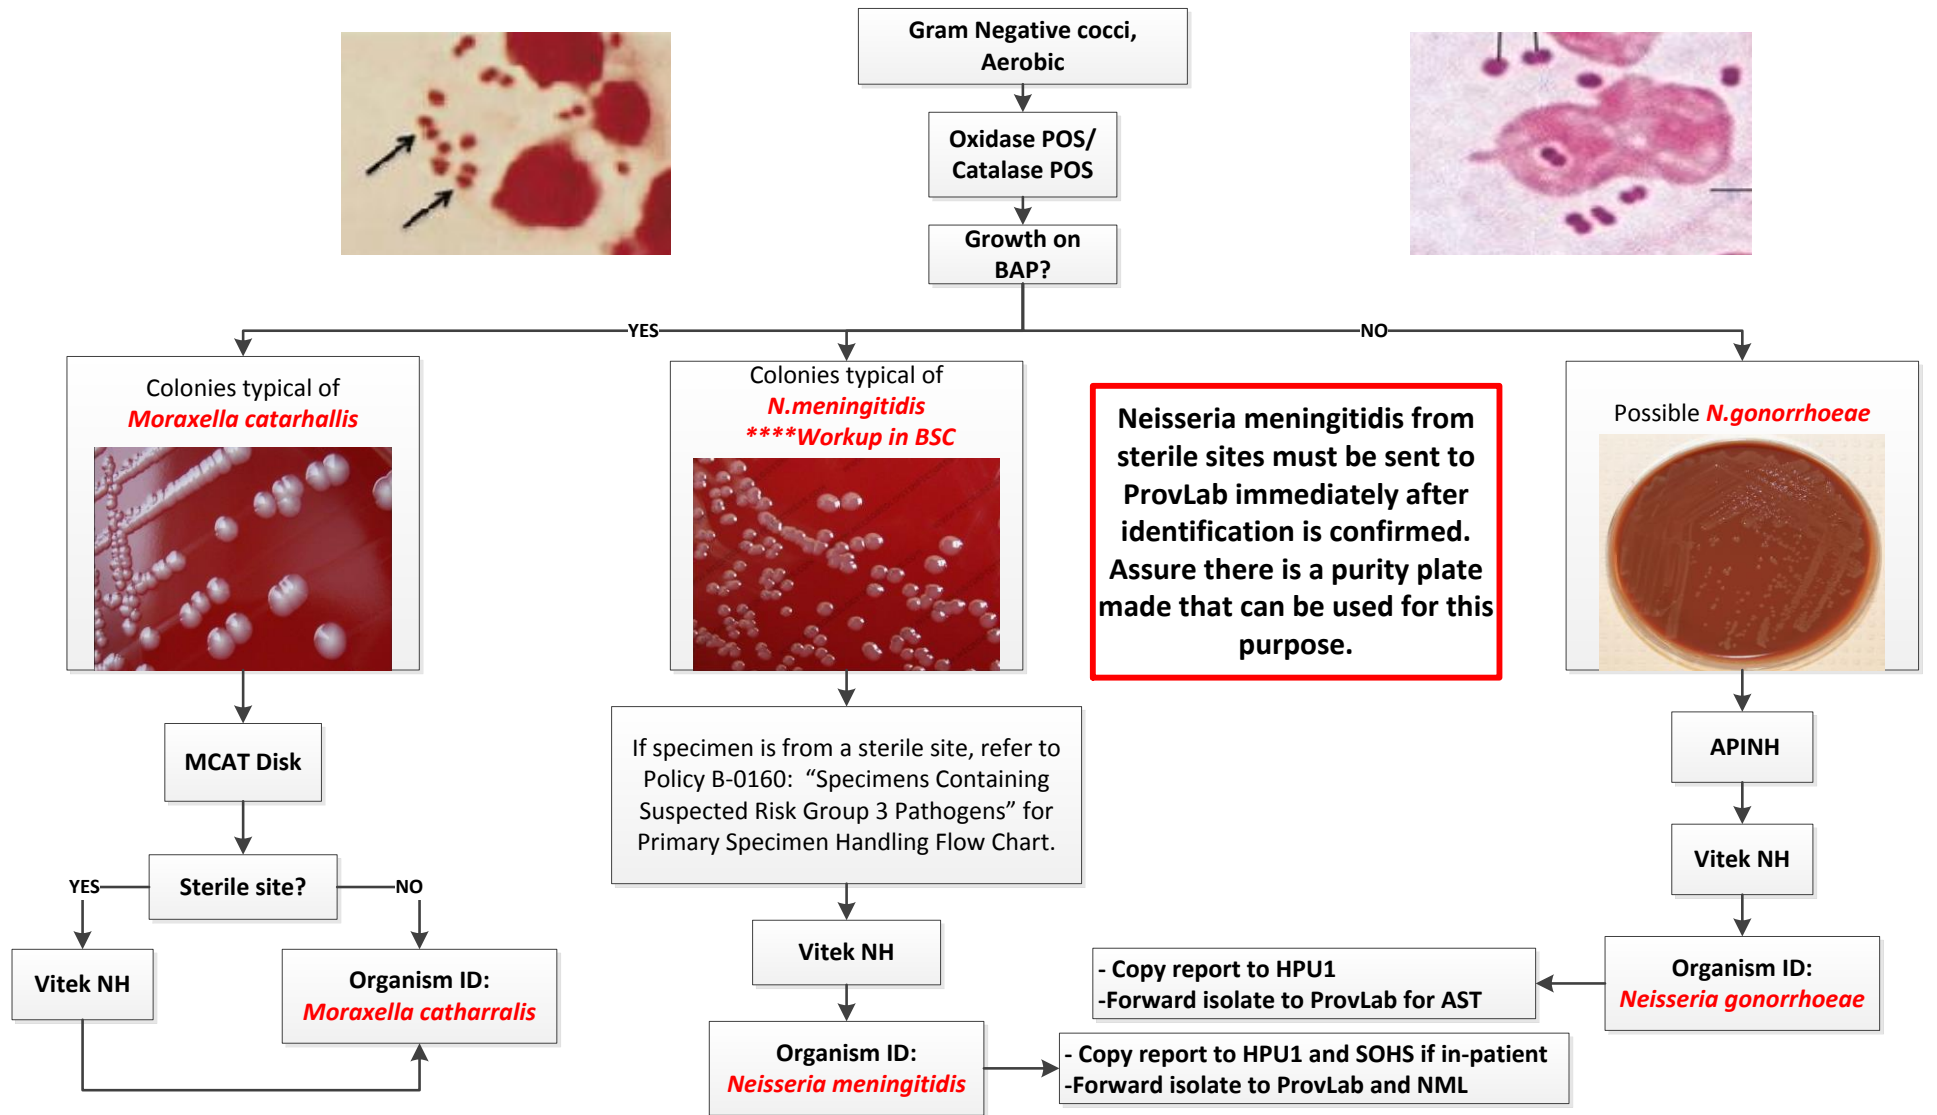 Gram Negative cocci,
Aerobic
Oxidase POS/
Catalase POS
Growth on
BAP?
YES
NO
Colonies typical of
Moraxella catarhallis
Colonies typical of
N.meningitidis
****Workup in BSC
Neisseria meningitidis from
sterile sites must be sent to
ProvLab immediately after
identification is confirmed.
Assure there is a purity plate
made that can be used for this
purpose.
Possible N.gonorrhoeae
MCAT Disk
Sterile site?
YES
NO
Vitek NH
Organism ID:
Moraxella catharralis
If specimen is from a sterile site, refer to
Policy B-0160:  “Specimens Containing
Suspected Risk Group 3 Pathogens” for
Primary Specimen Handling Flow Chart.
Vitek NH
Organism ID:
Neisseria meningitidis
- Copy report to HPU1 and SOHS if in-patient
-Forward isolate to ProvLab and NML
APINH
Vitek NH
Organism ID:
Neisseria gonorrhoeae
- Copy report to HPU1
-Forward isolate to ProvLab for AST